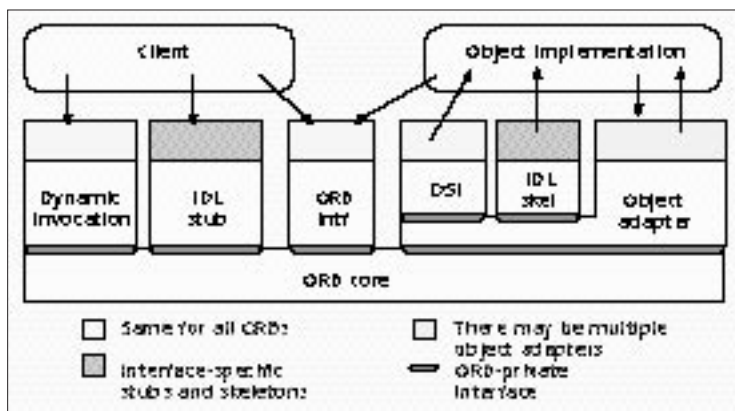 Client
Object implementation
Dynamic
invocation
IDL
stub
ORB
intf
DSI
IDL
skel
Object
adapter
ORB core
Same for all ORBs
Interface-specific
stubs and skeletons
There may be multiple
object adapters
ORB-private
interface